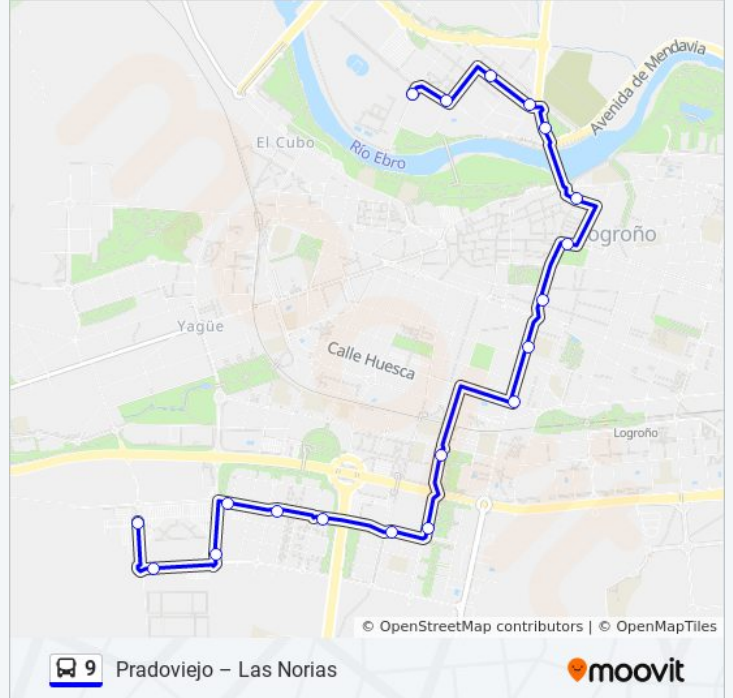 Avenida de Mendavia
El Cubo
Río Ebro
ogroño
Yagüe
Calle Huesca
Logroño
© OpenStreetMap contributors | © OpenMapTiles
9 Pradoviejo – Las Norias
moovit